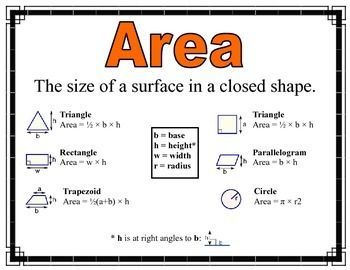 Area
The size of a surface in a closed shape.
Triangle
Area = ½ × b × h
h
b
Rectangle
Area = w × h
h
w
Trapezoid
Area = ½(a+b) × h
a
h
b
b = base
h = height*
w = width
r = radius
Triangle
Area = ½ × b × h
h
b
Parallelogram
Area = b × h
h
b
Circle
Area = π × r2
r
* h is at right angles to b:
h
b